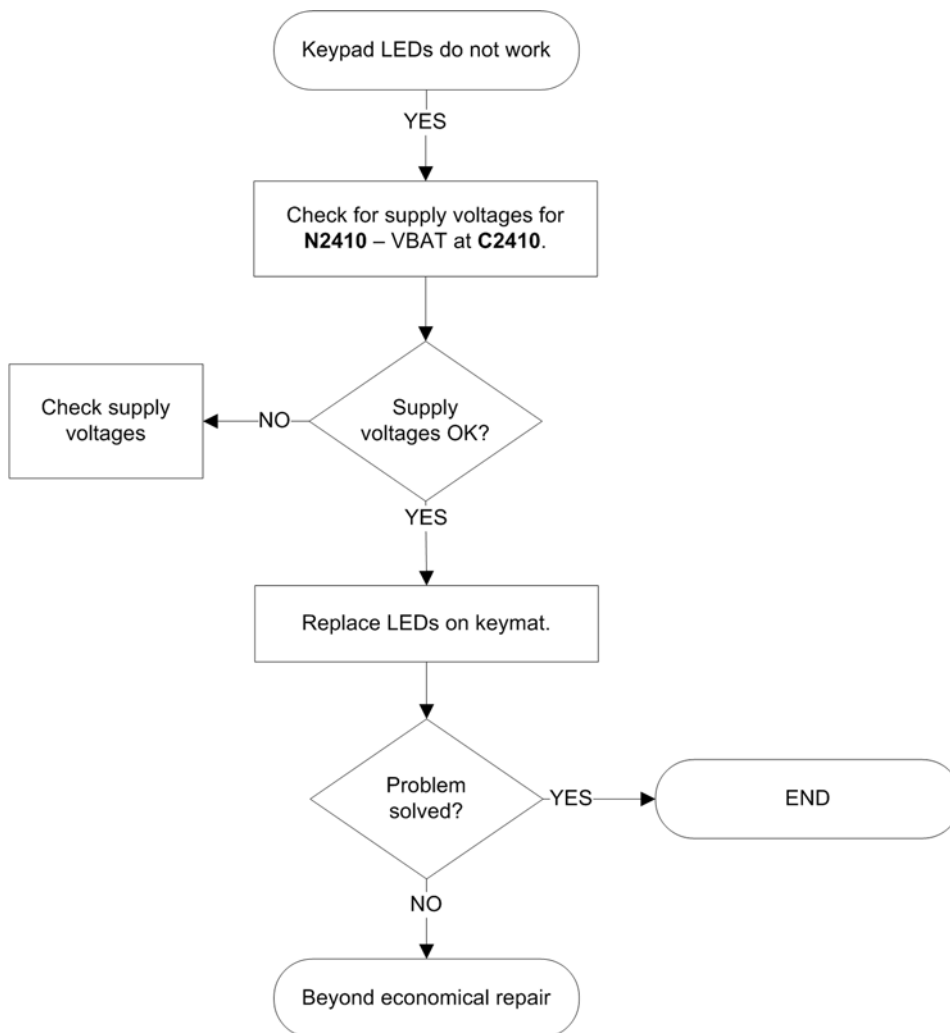 Keypad LEDs do not work
YES
Check for supply voltages for
N2410 – VBAT at C2410.
Check supply
voltages
NO
Supply
voltages OK?
YES
Replace LEDs on keymat.
Problem
solved?
YES
END
NO
Beyond economical repair